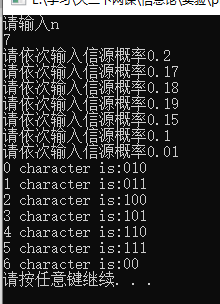 请输入n
7
请依次输入信源概率0.2
请依次输入信源概率0.17
请依次输入信源概率0.18
请依次输入信源概率0.19
请依次输入信源概率0.15
请依次输入信源概率0.1
请依次输入信源概率0.01
0 character is:010
1 character is:011
2 character is:100
3 character is:101
4 character is:110
5 character is:111
6 character is:00
请按任意键继续. . .